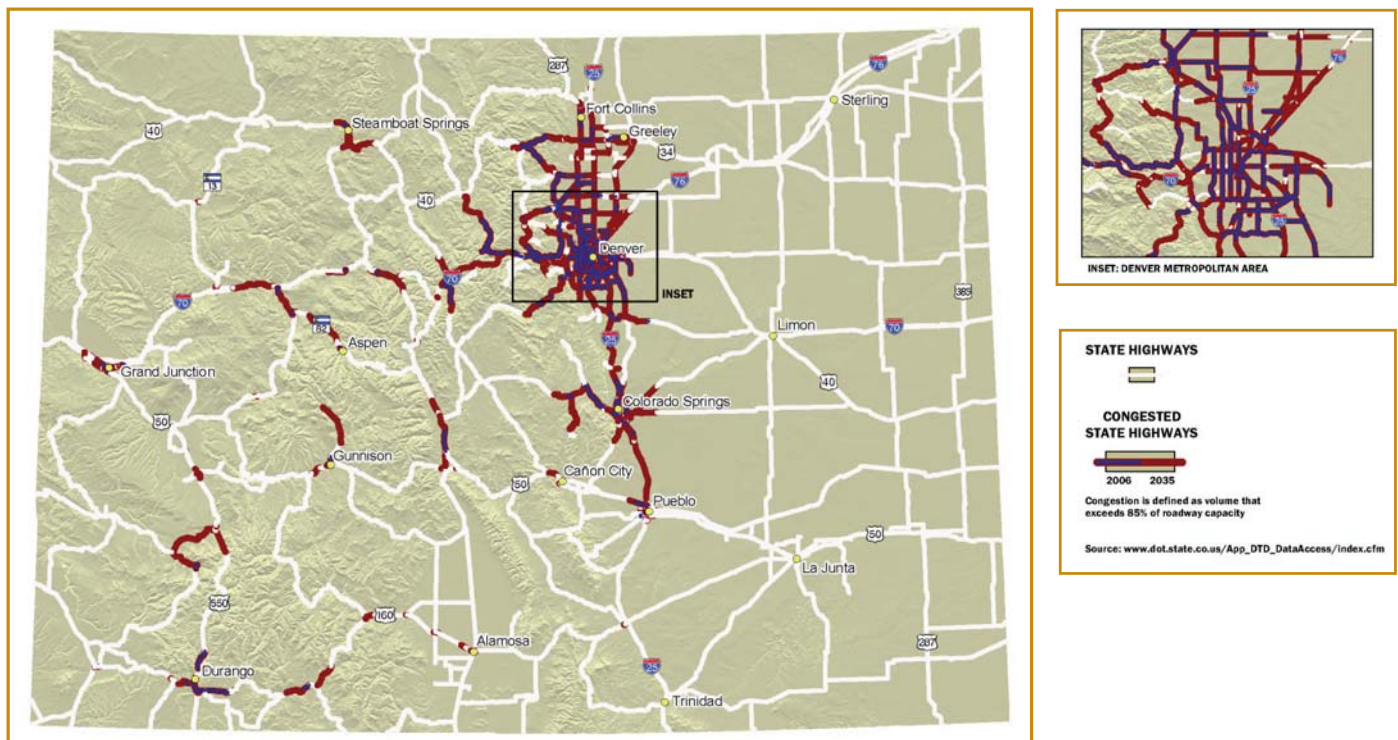 287
25
76
Fort Collins
Sterling
Steamboat Springs
40
Greeley
34
13
76
40
Denver
70
INSET
385
70
82
Limon
70
25
Aspen
Grand Junction
40
Colorado Springs
50
Gunnison
Cañon City
50
Pueblo
50
La Junta
550
160
Alamosa
287
Durango
25
Trinidad
76
25
70
25
INSET: DENVER METROPOLITAN AREA
STATE HIGHWAYS
CONGESTED
STATE HIGHWAYS
2006 2035
Congestion is defined as volume that
exceeds 85% of roadway capacity
Source: www.dot.state.co.us/App_DTD_DataAccess/index.cfm